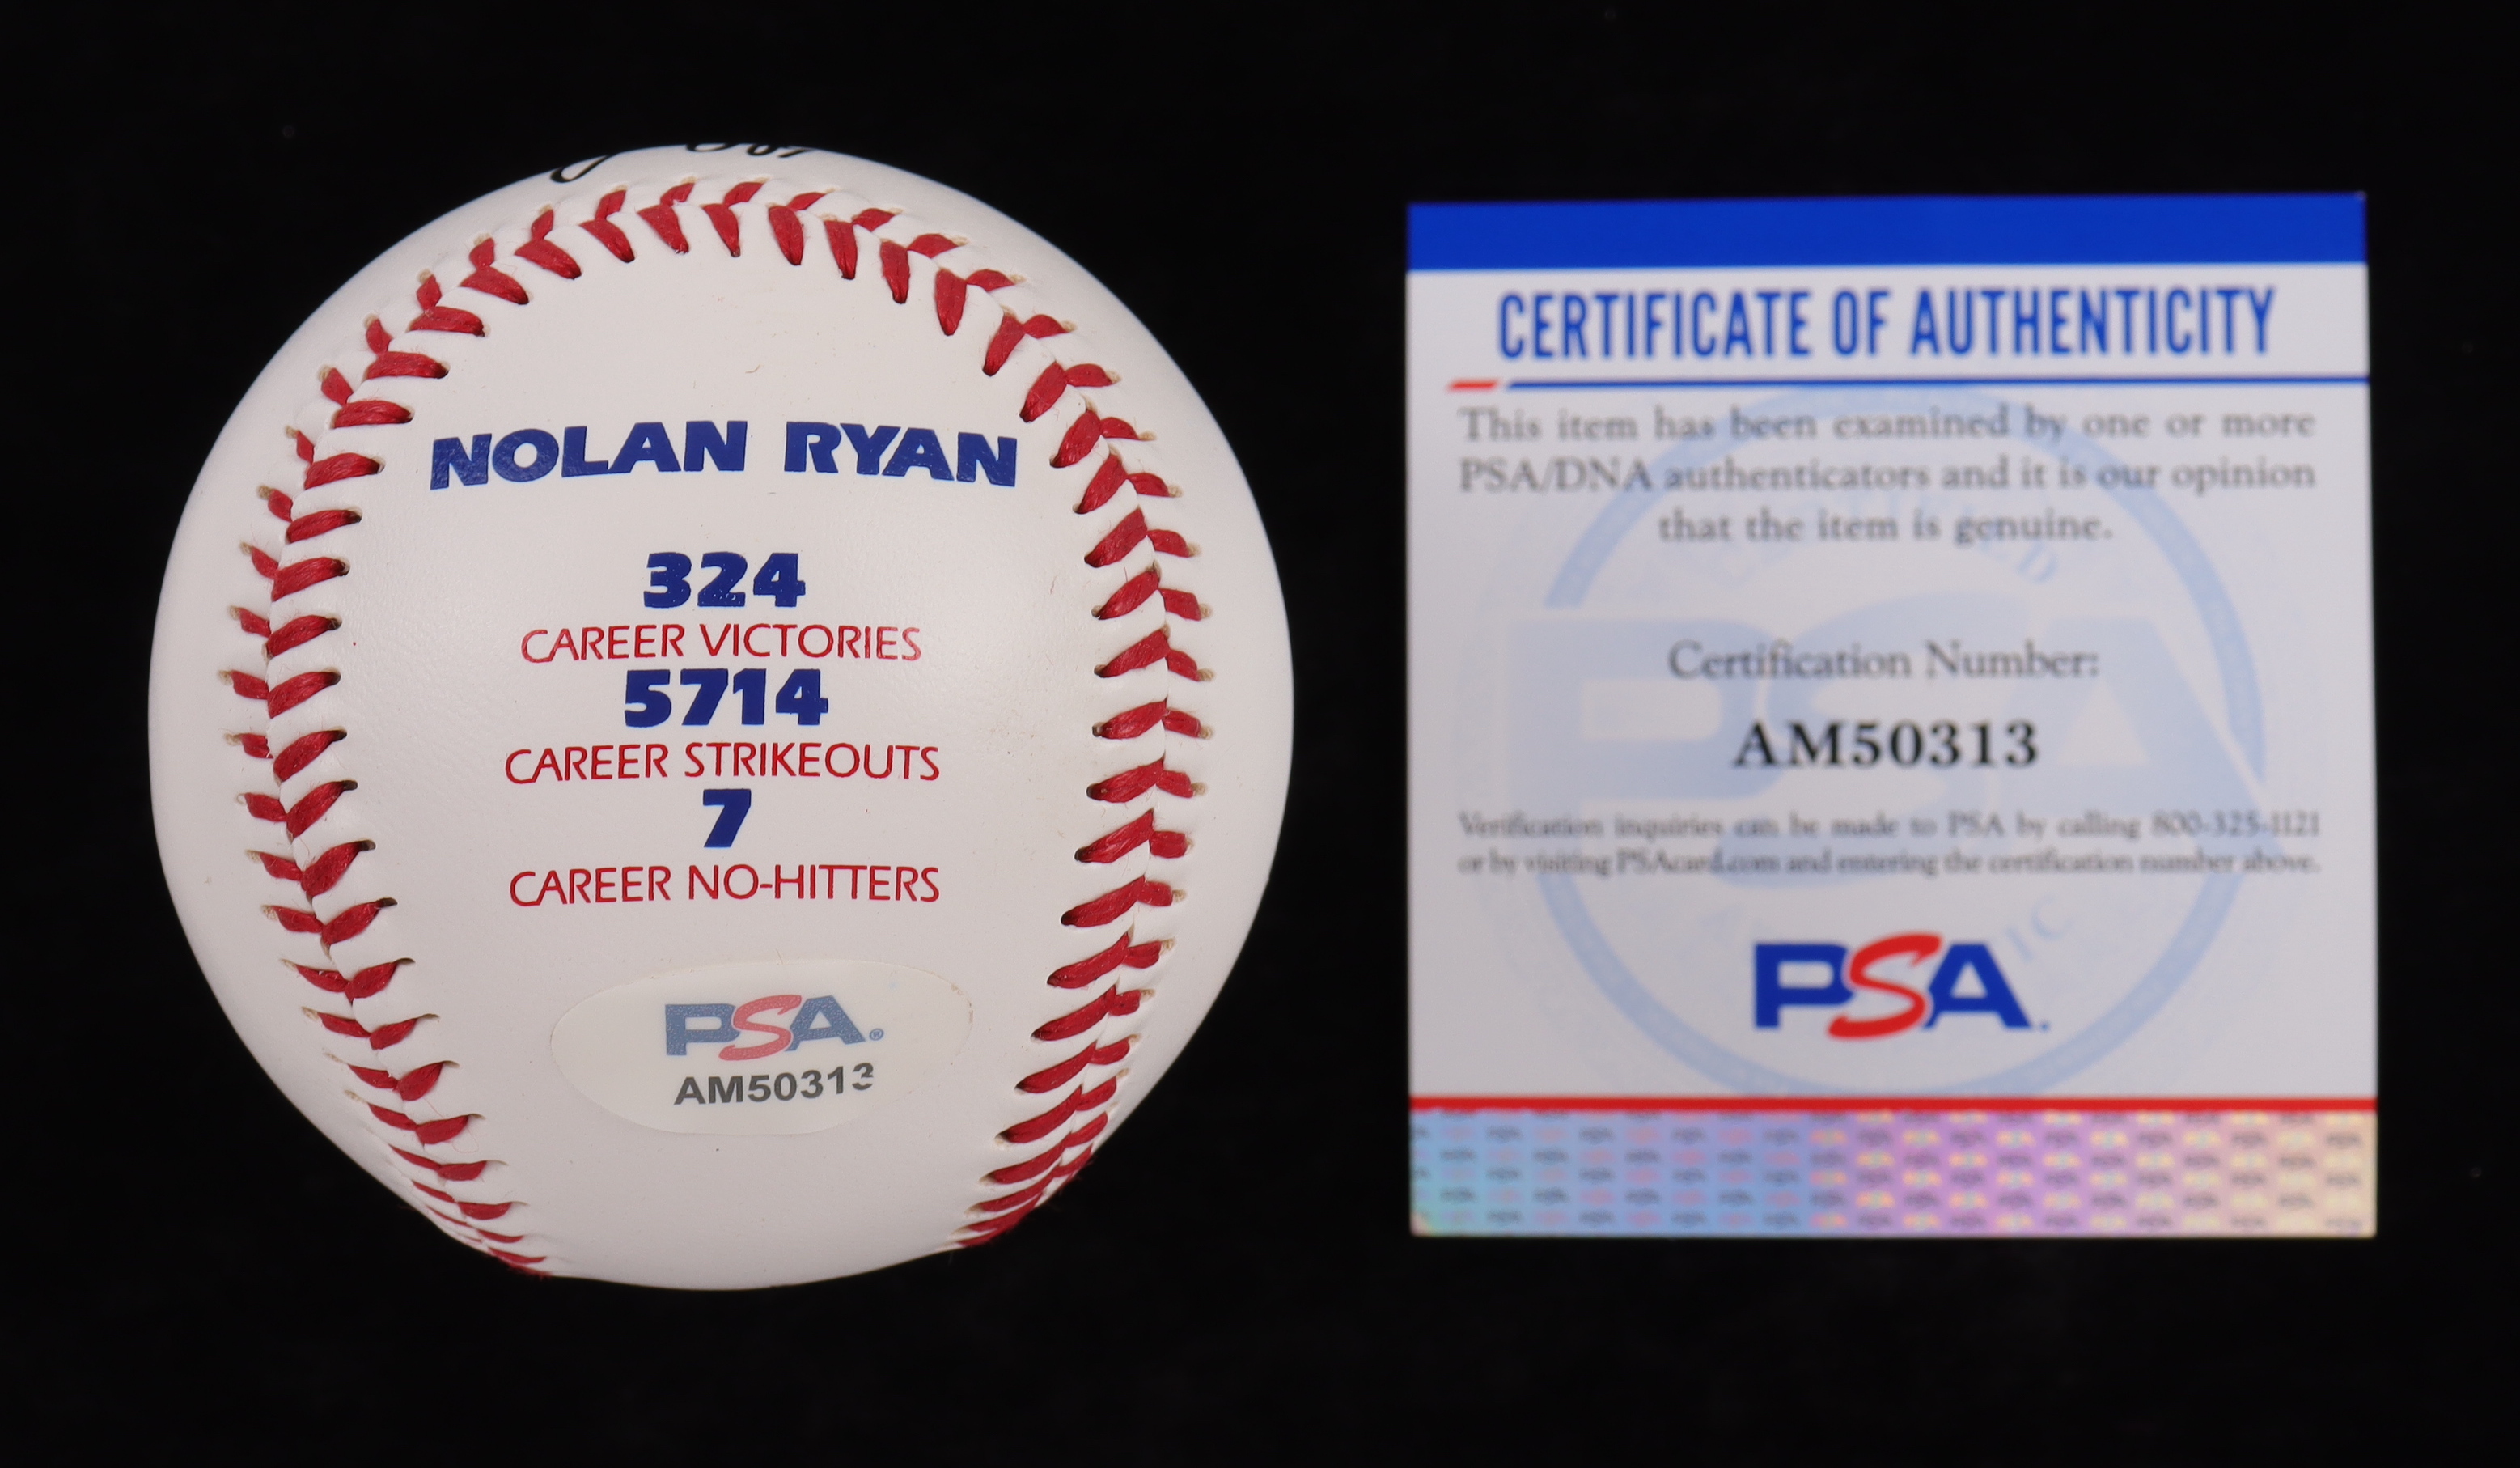 NOLAN RYAN
324
CAREER VICTORIES
5714
CAREER STRIKEOUTS
7
CAREER NO-HITTERS
PSA®
AM50313
CERTIFICATE OF AUTHENTICITY
This item has been examined by one or more
PSA/DNA authenticators and it is our opinion
that the item is genuine.
Certification Number:
AM50313
Verification inquiries can be made to PSA by calling 800-325-1121
or by visiting PSAcard.com and entering the certification number above.
PSA